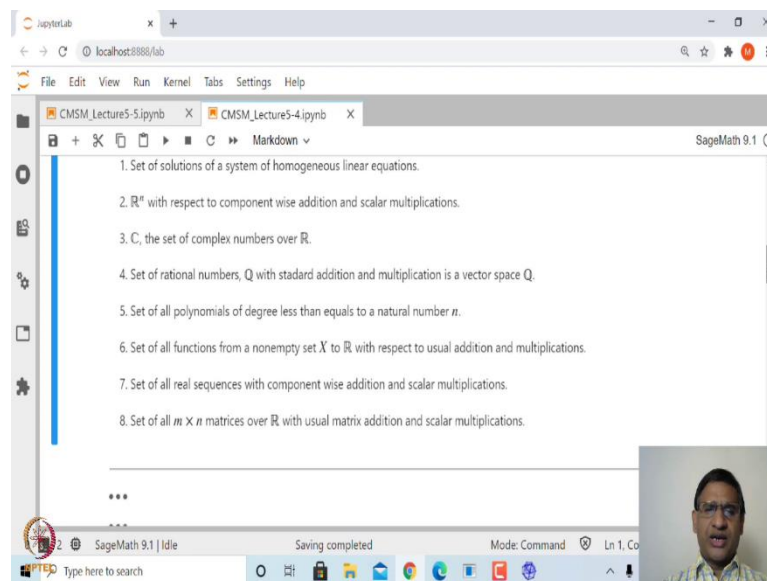 JupyterLab
localhost:8888/lab
File Edit View Run Kernel Tabs Settings Help
CMSM_Lecture5-5.ipynb CMSM_Lecture5-4.ipynb
Markdown SageMath 9.1
1. Set of solutions of a system of homogeneous linear equations.
2. ℝⁿ with respect to component wise addition and scalar multiplications.
3. ℂ, the set of complex numbers over ℝ.
4. Set of rational numbers, ℚ with stadard addition and multiplication is a vector space ℚ.
5. Set of all polynomials of degree less than equals to a natural number n.
6. Set of all functions from a nonempty set X to ℝ with respect to usual addition and multiplications.
7. Set of all real sequences with component wise addition and scalar multiplications.
8. Set of all m × n matrices over ℝ with usual matrix addition and scalar multiplications.
2 SageMath 9.1 | Idle Saving completed Mode: Command Ln 1, Co
NPTEL Type here to search